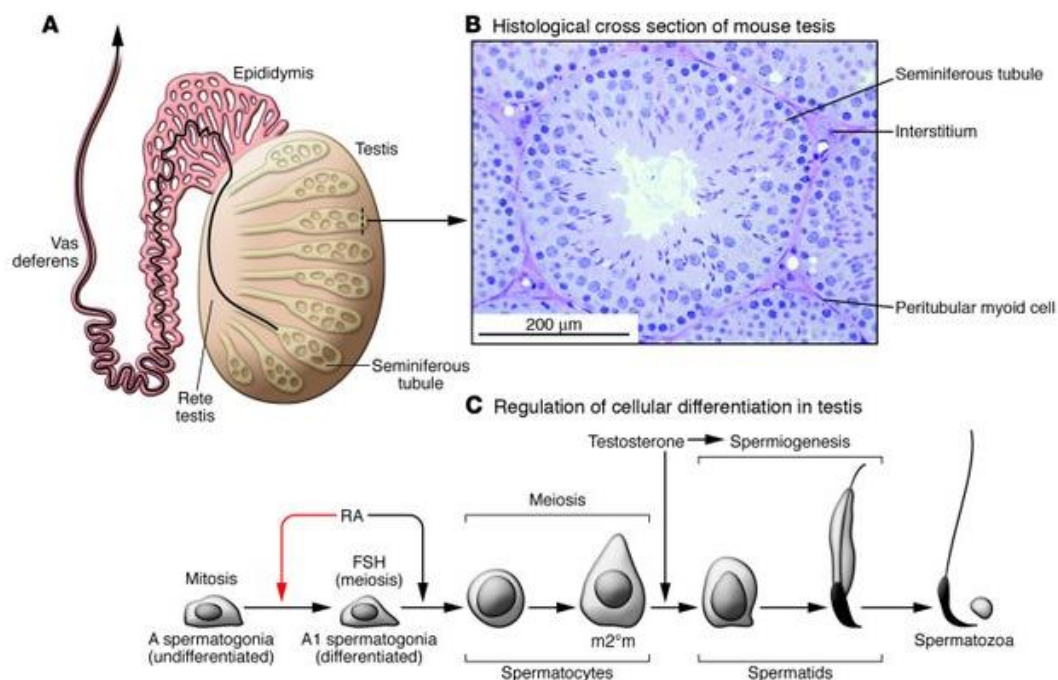 A
Epididymis
Testis
Vas
deferens
Rete
testis
Seminiferous
tubule
B Histological cross section of mouse tesis
Seminiferous tubule
Interstitium
Peritubular myoid cell
200 μm
C Regulation of cellular differentiation in testis
Testosterone
Spermiogenesis
Meiosis
RA
Mitosis
FSH
(meiosis)
A spermatogonia
(undifferentiated)
A1 spermatogonia
(differentiated)
m2°m
Spermatocytes
Spermatids
Spermatozoa